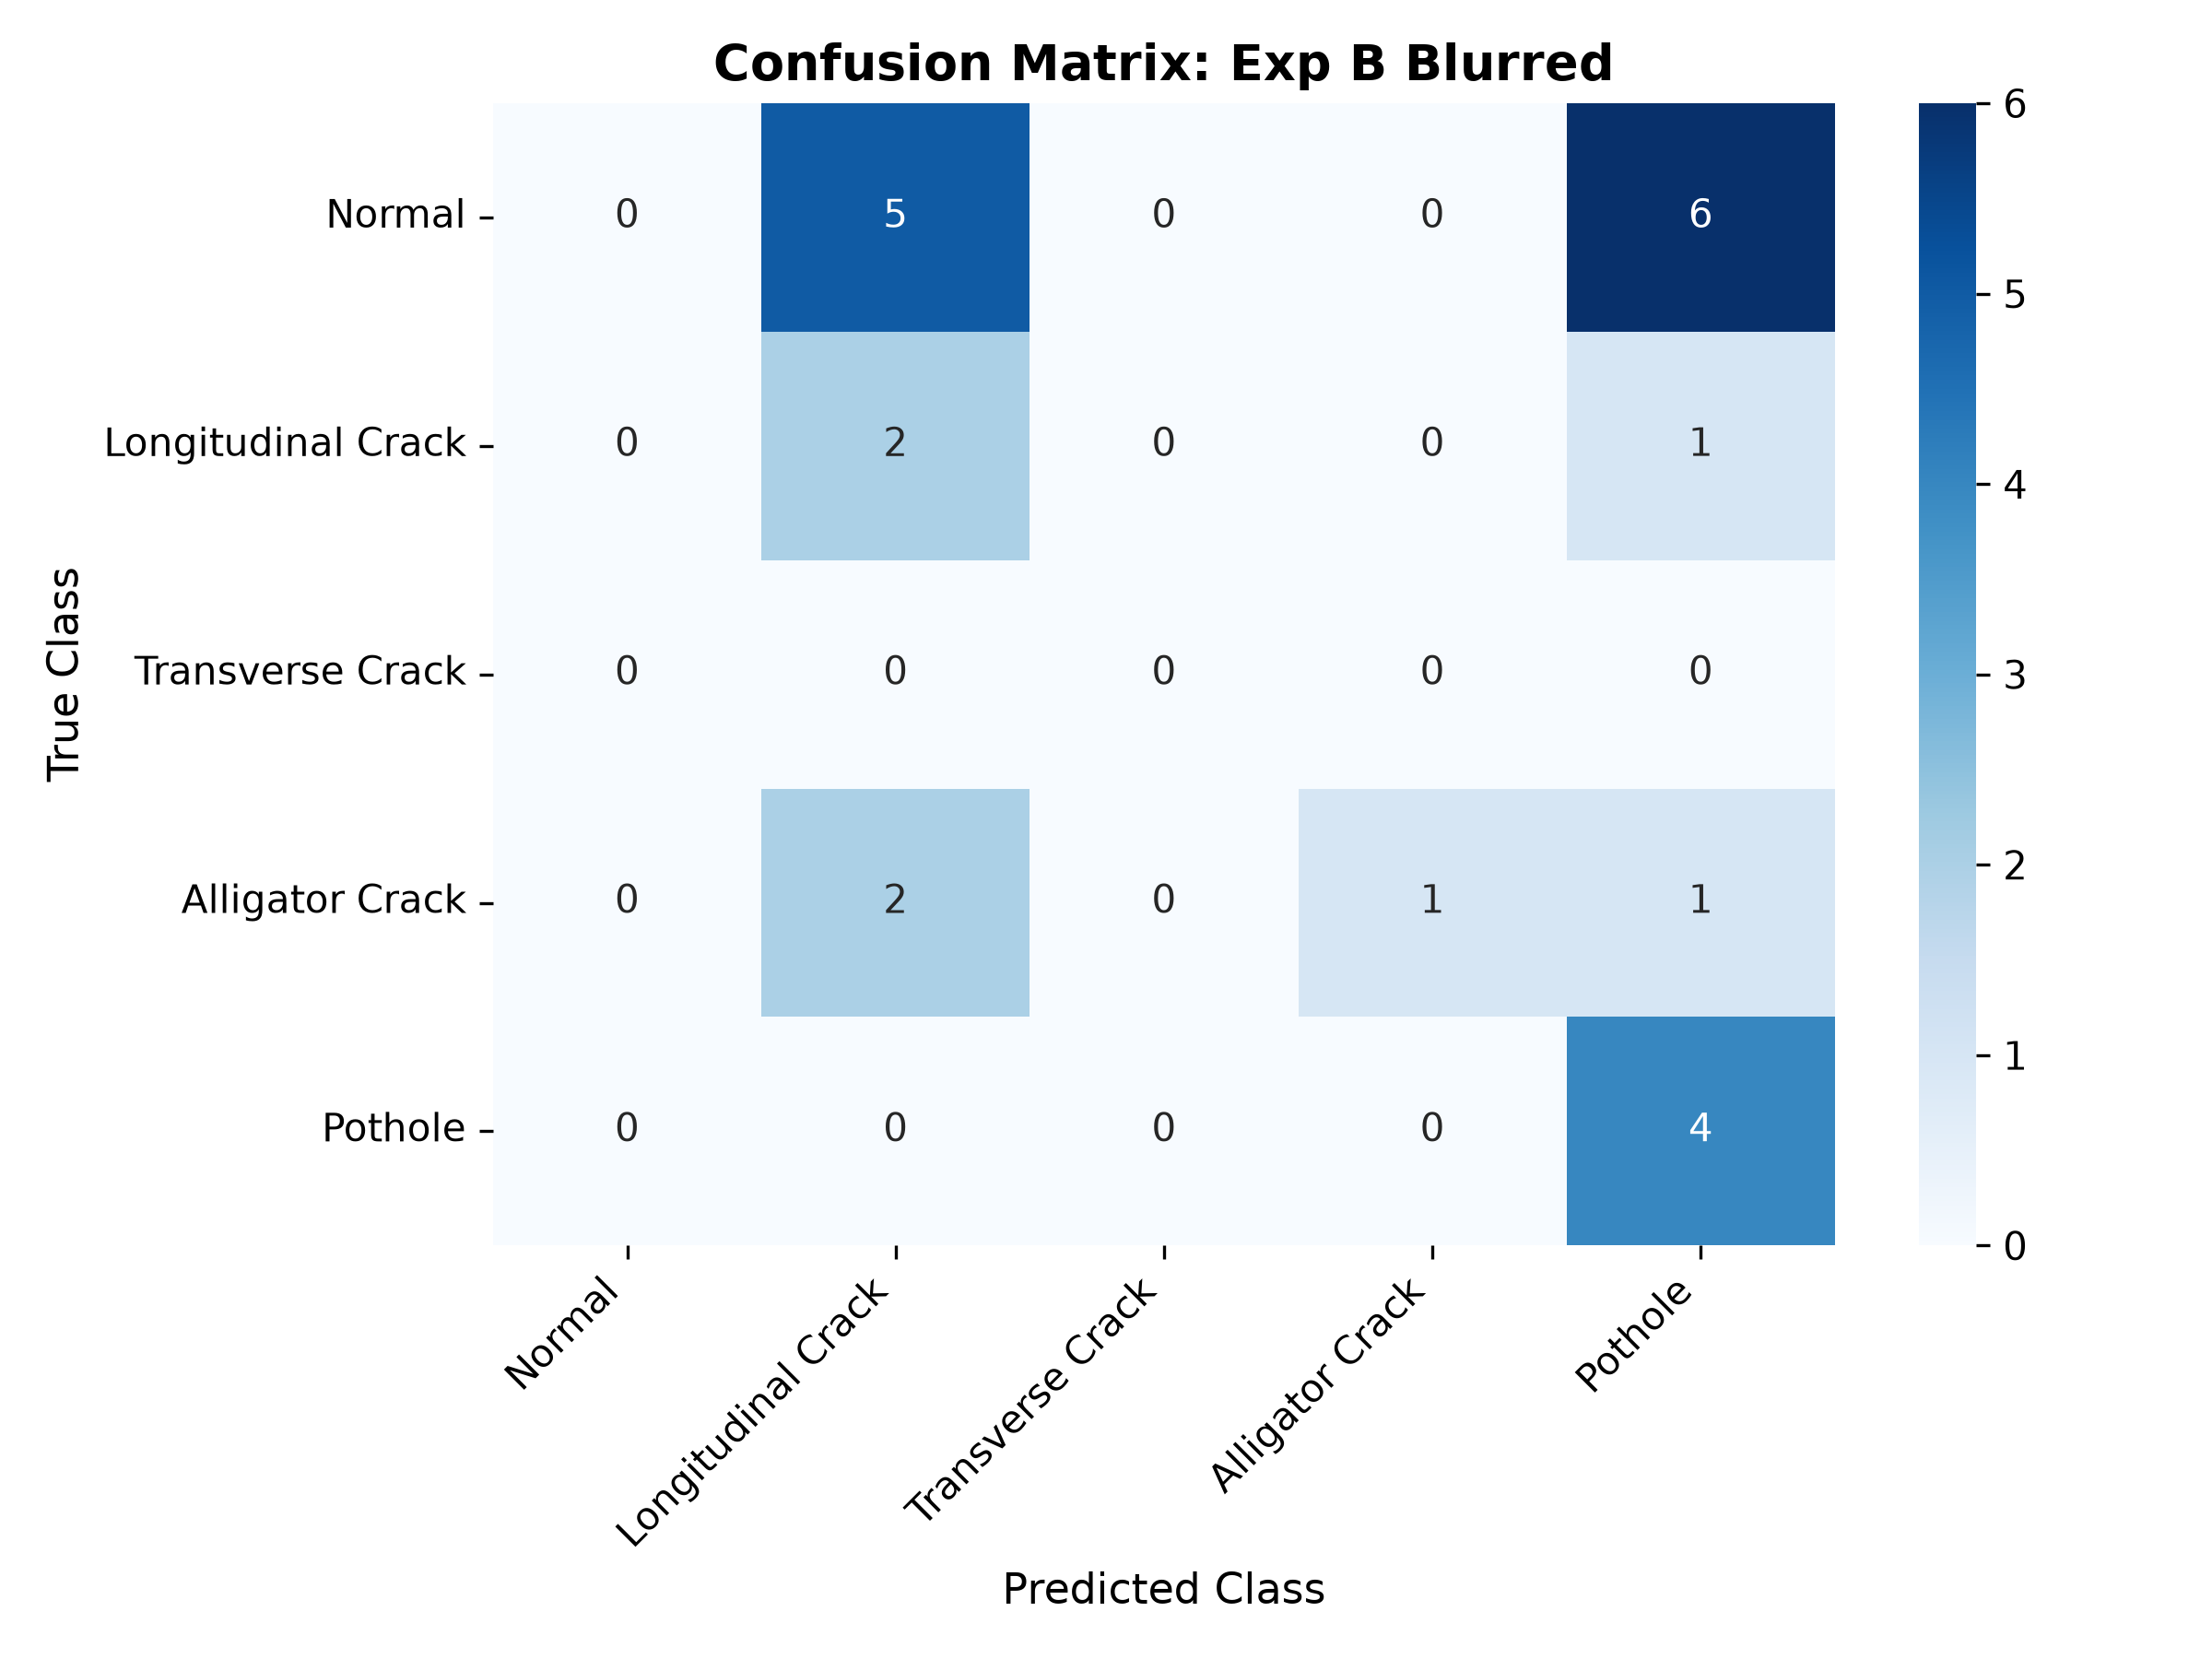 Confusion Matrix: Exp B Blurred
True Class
Normal 0 5 0 0 6
Longitudinal Crack 0 2 0 0 1
Transverse Crack 0 0 0 0 0
Alligator Crack 0 2 0 1 1
Pothole 0 0 0 0 4
Normal
Longitudinal Crack
Transverse Crack
Alligator Crack
Pothole
Predicted Class
6
5
4
3
2
1
0